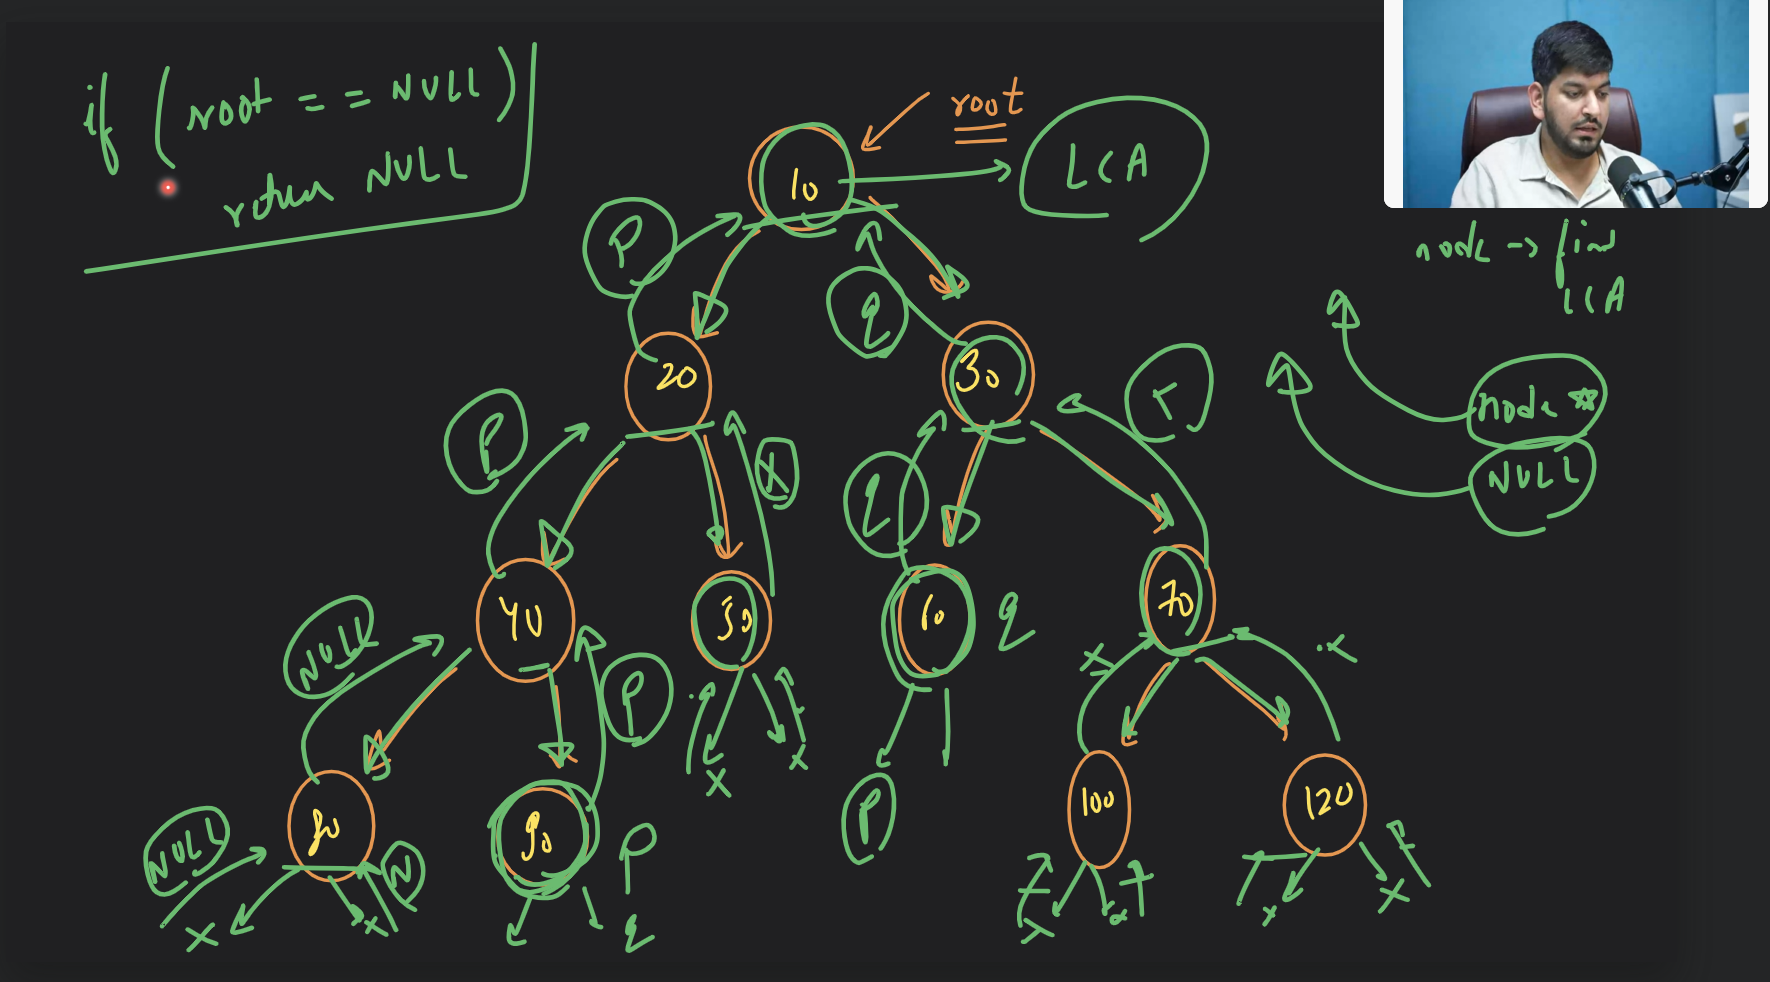 if (root == NULL)
return NULL
root
10
LCA
P
q
node -> find
LCA
20
30
node *
NULL
P
X
q
X
40
50
60
q
70
NULL
P
X
X
X
X
80
90
P
q
P
100
120
NULL
N
X
X
X
X
X
X